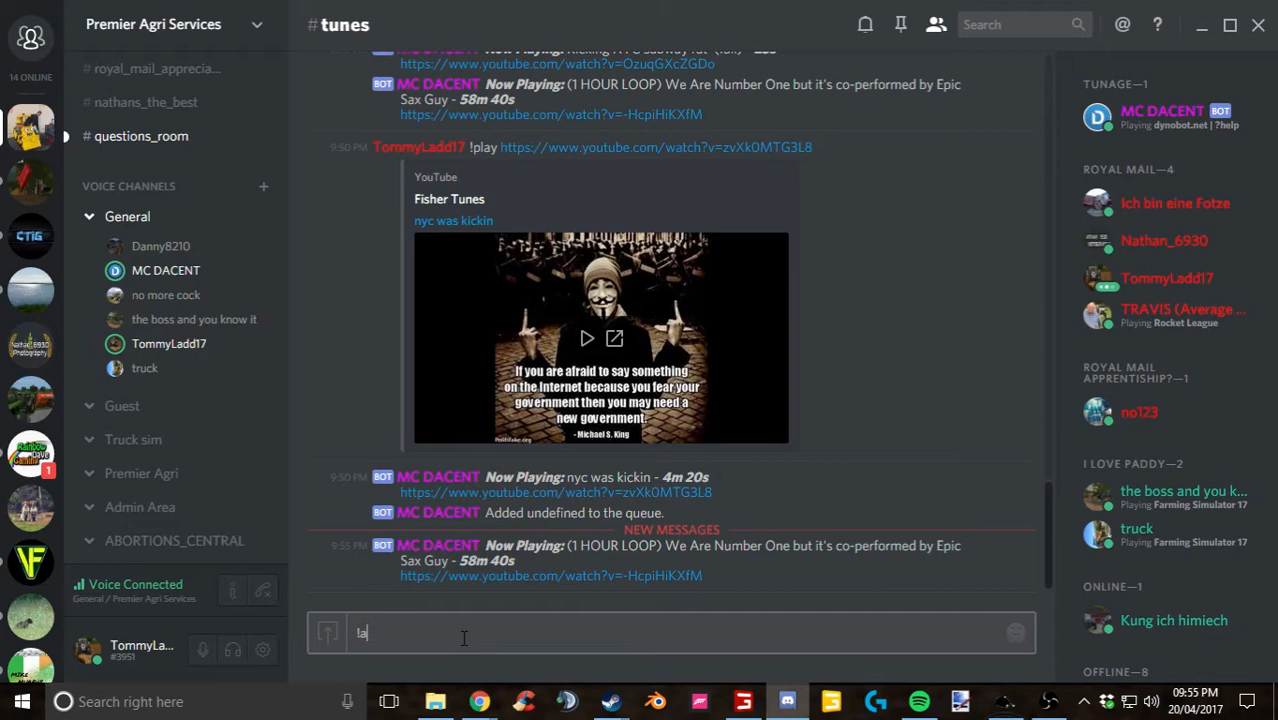 Premier Agri Services
#tunes
Search
14 ONLINE
# royal_mail_apprecia...
# nathans_the_best
# questions_room
VOICE CHANNELS
General
Danny8210
MC DACENT
no more cock
the boss and you know it
TommyLadd17
truck
Guest
Truck sim
Premier Agri
Admin Area
ABORTIONS_CENTRAL
Voice Connected
General / Premier Agri Services
TommyLa...
#3951
https://www.youtube.com/watch?v=OzuqGXcZGDo
BOT MC DACENT Now Playing: (1 HOUR LOOP) We Are Number One but it's co-performed by Epic
Sax Guy - 58m 40s
https://www.youtube.com/watch?v=-HcpiHiKXfM
9:50 PM TommyLadd17 !play https://www.youtube.com/watch?v=zvXk0MTG3L8
YouTube
Fisher Tunes
nyc was kickin
If you are afraid to say something
on the Internet because you fear your
government then you may need a
new government.
- Michael S. King
Politifake.org
9:50 PM BOT MC DACENT Now Playing: nyc was kickin - 4m 20s
https://www.youtube.com/watch?v=zvXk0MTG3L8
BOT MC DACENT Added undefined to the queue.
NEW MESSAGES
9:55 PM BOT MC DACENT Now Playing: (1 HOUR LOOP) We Are Number One but it's co-performed by Epic
Sax Guy - 58m 40s
https://www.youtube.com/watch?v=-HcpiHiKXfM
!a
TUNAGE—1
MC DACENT BOT
Playing dynobot.net | ?help
ROYAL MAIL—4
Ich bin eine Fotze
Nathan_6930
TommyLadd17
TRAVIS (Average ...
Playing Rocket League
ROYAL MAIL
APPRENTISHIP?—1
no123
I LOVE PADDY—2
the boss and you k...
Playing Farming Simulator 17
truck
Playing Farming Simulator 17
ONLINE—1
Kung ich himiech
OFFLINE—8
CTIG
Nathan_6930
Photography
Rainbow
Dave
Gaming
1
VF
Search right here
09:55 PM
20/04/2017